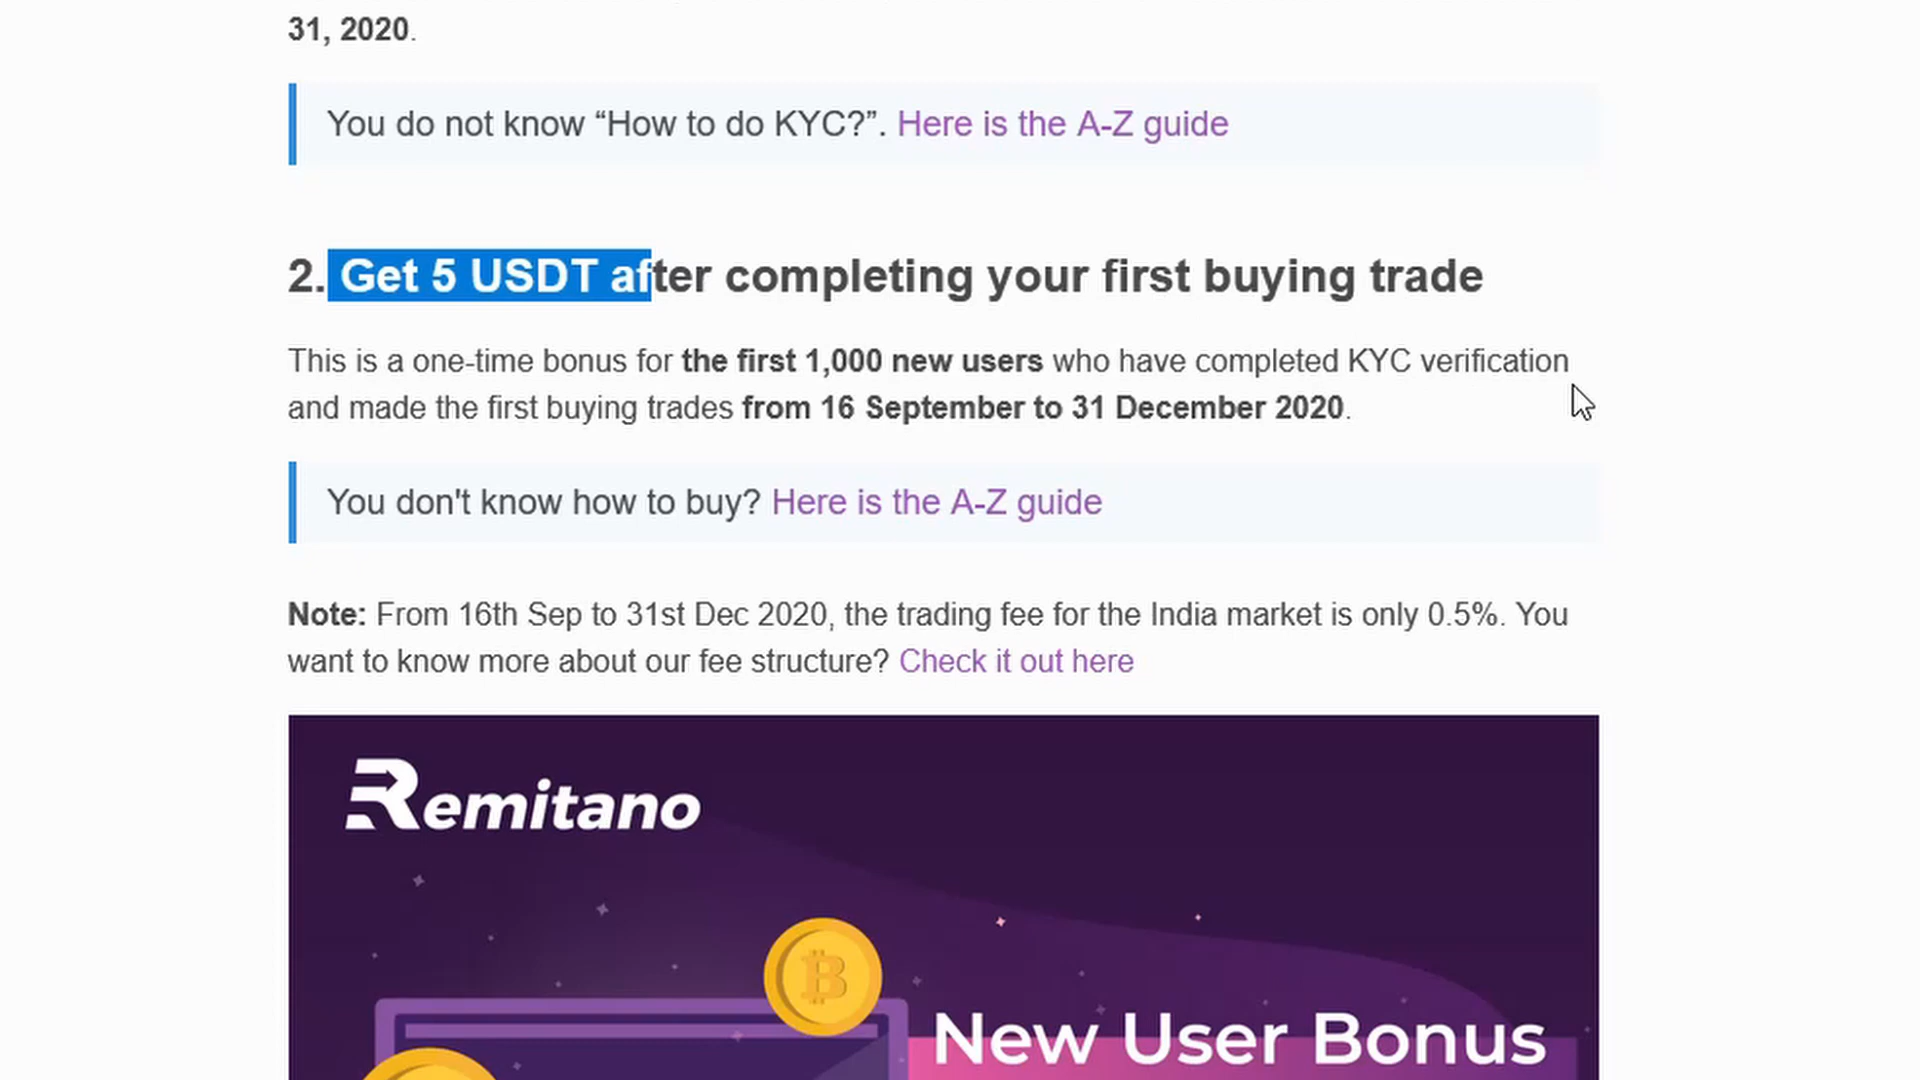 31, 2020.
You do not know “How to do KYC?”. Here is the A-Z guide
2. Get 5 USDT after completing your first buying trade
This is a one-time bonus for the first 1,000 new users who have completed KYC verification
and made the first buying trades from 16 September to 31 December 2020.
You don't know how to buy? Here is the A-Z guide
Note: From 16th Sep to 31st Dec 2020, the trading fee for the India market is only 0.5%. You
want to know more about our fee structure? Check it out here
Remitano
New User Bonus